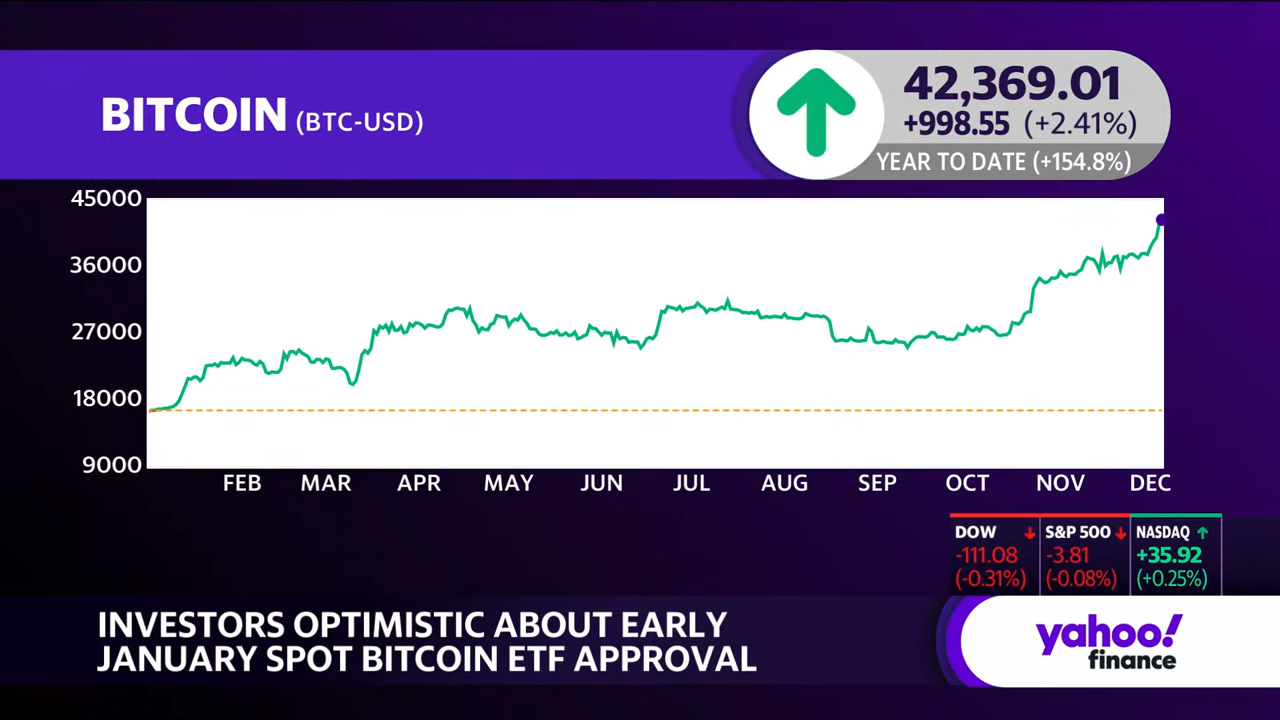 BITCOIN (BTC-USD)
42,369.01
+998.55 (+2.41%)
YEAR TO DATE (+154.8%)
45000
36000
27000
18000
9000
FEB MAR APR MAY JUN JUL AUG SEP OCT NOV DEC
DOW
-111.08
(-0.31%)
S&P 500
-3.81
(-0.08%)
NASDAQ
+35.92
(+0.25%)
INVESTORS OPTIMISTIC ABOUT EARLY
JANUARY SPOT BITCOIN ETF APPROVAL
yahoo!
finance